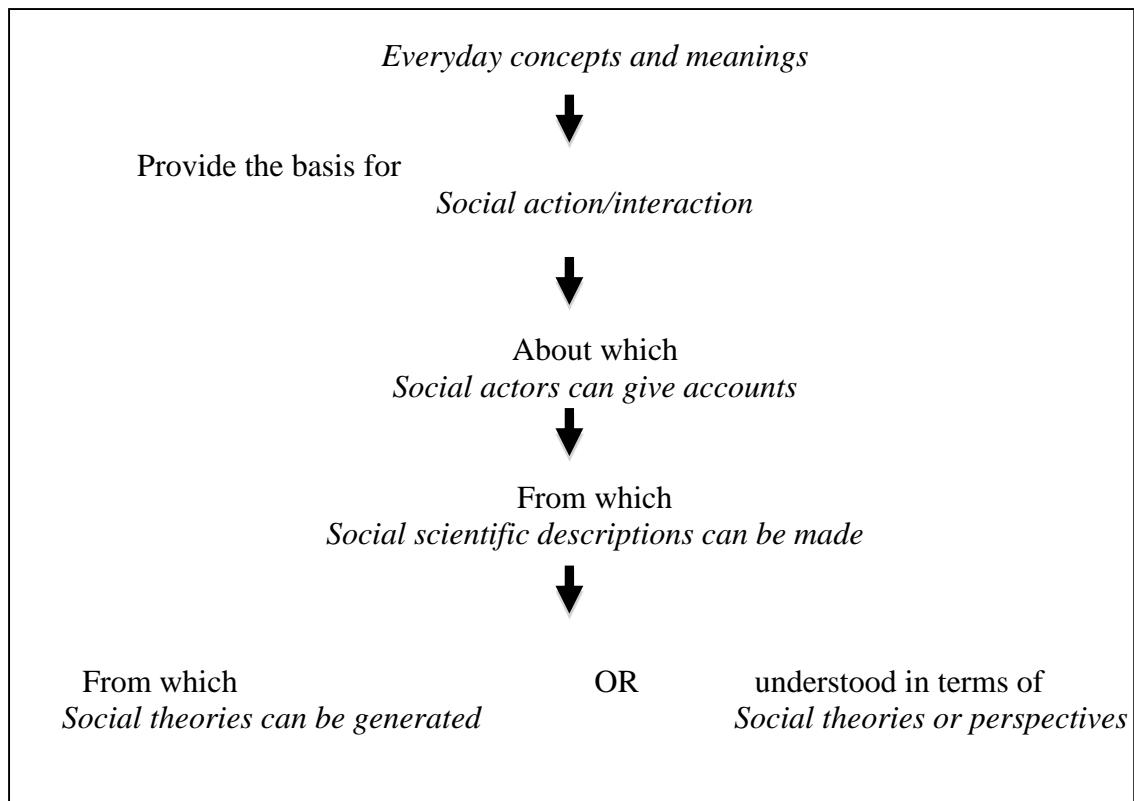 Everyday concepts and meanings
Provide the basis for
Social action/interaction
About which
Social actors can give accounts
From which
Social scientific descriptions can be made
From which OR understood in terms of
Social theories can be generated Social theories or perspectives